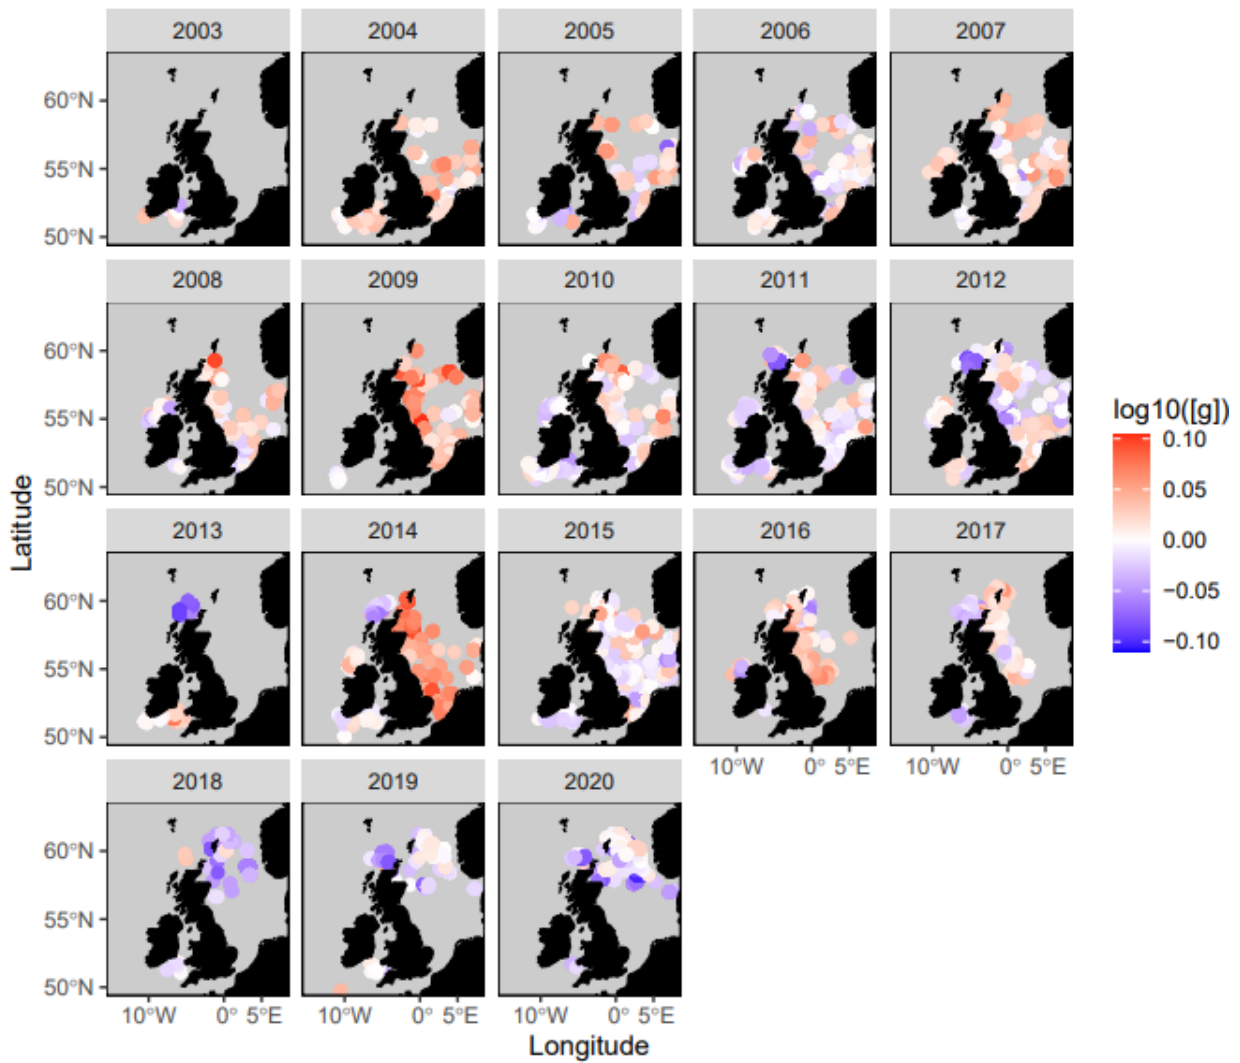 2003 2004 2005 2006 2007
60°N
55°N
50°N
2008 2009 2010 2011 2012
60°N
55°N
50°N
log10([g])
0.10
0.05
0.00
−0.05
−0.10
Latitude
2013 2014 2015 2016 2017
60°N
55°N
50°N
10°W 0° 5°E 10°W 0° 5°E
2018 2019 2020
60°N
55°N
50°N
10°W 0° 5°E 10°W 0° 5°E 10°W 0° 5°E
Longitude